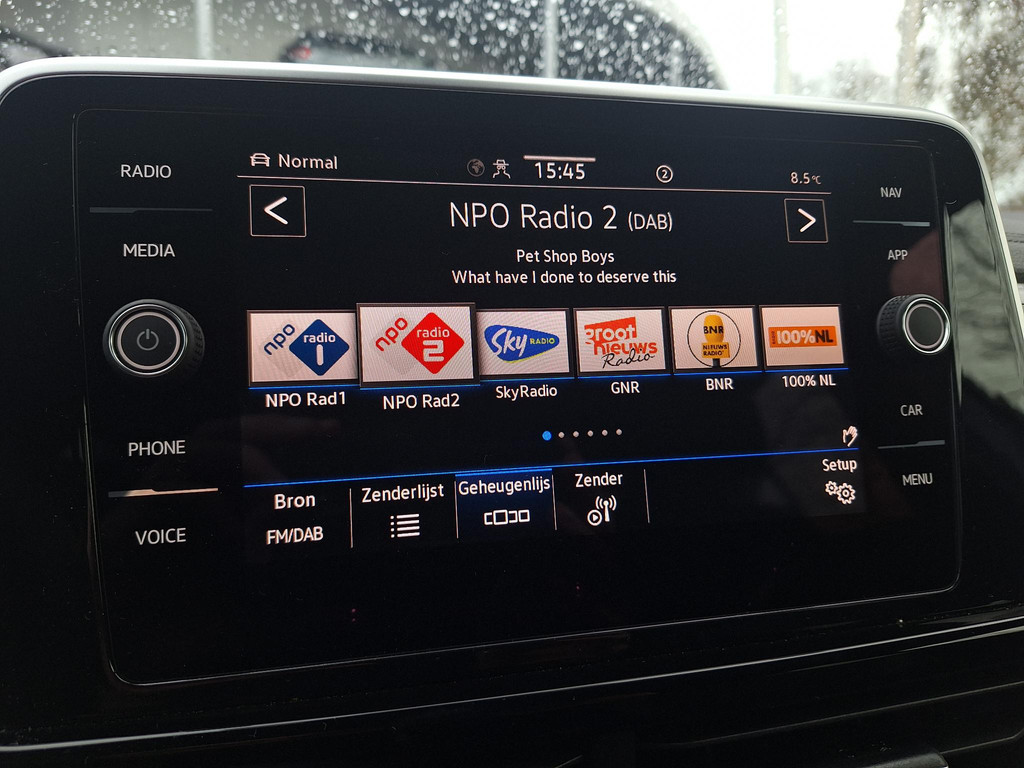 Normal
15:45
2
8.5°C
RADIO
MEDIA
PHONE
VOICE
NAV
APP
CAR
MENU
<
NPO Radio 2 (DAB)
>
Pet Shop Boys
What have I done to deserve this
npo radio 1
npo radio 2
Sky RADIO
Groot nieuws Radio
BNR NIEUWS RADIO
100%NL
NPO Rad1
NPO Rad2
SkyRadio
GNR
BNR
100% NL
Bron
FM/DAB
Zenderlijst
Geheugenlijs
Zender
Setup